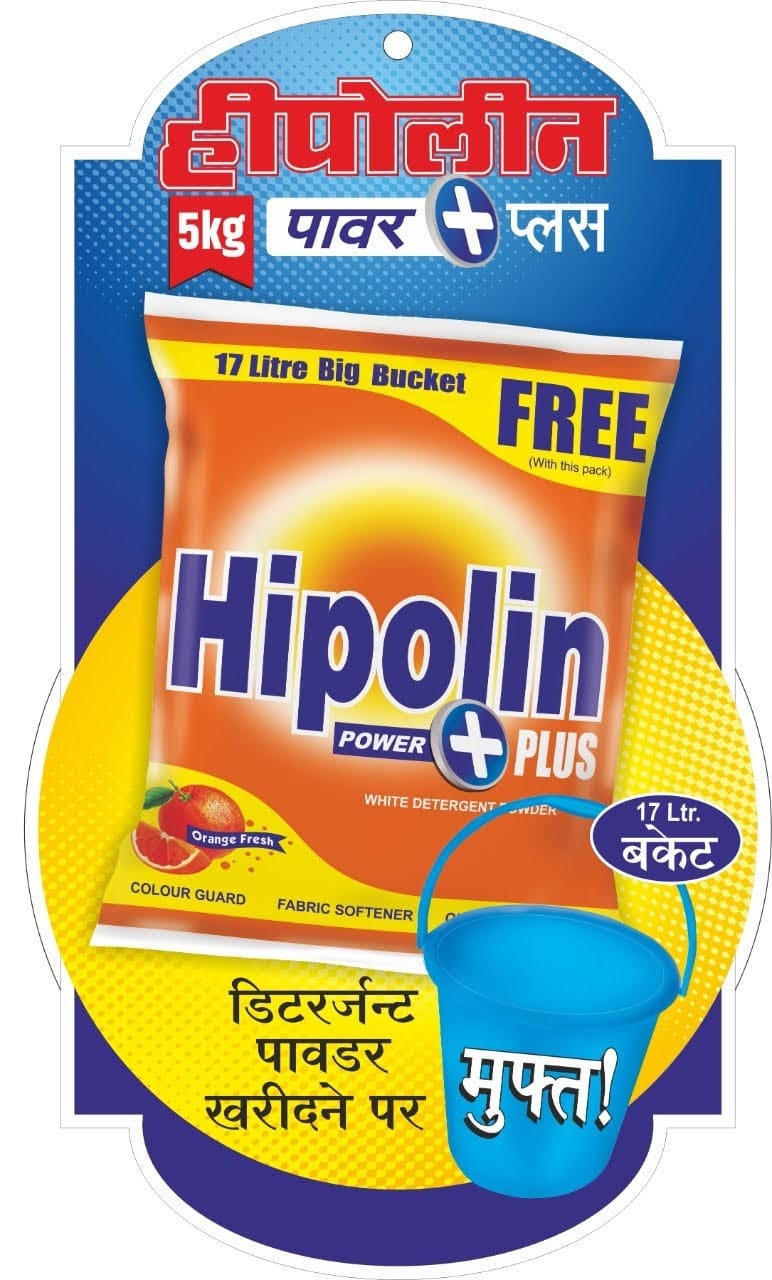 हीपोलीन
5kg पावर + प्लस
17 Litre Big Bucket
FREE
(With this pack)
Hipolin
POWER + PLUS
WHITE DETERGENT POWDER
Orange Fresh
COLOUR GUARD FABRIC SOFTENER
17 Ltr.
बकेट
डिटरर्जन्ट
पावडर
खरीदने पर
मुफ्त!